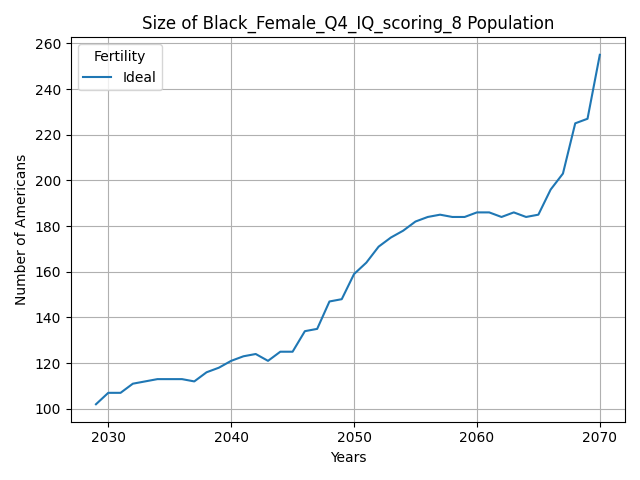 Size of Black_Female_Q4_IQ_scoring_8 Population
Fertility
Ideal
260
240
220
200
180
160
140
120
100
Number of Americans
2030 2040 2050 2060 2070
Years